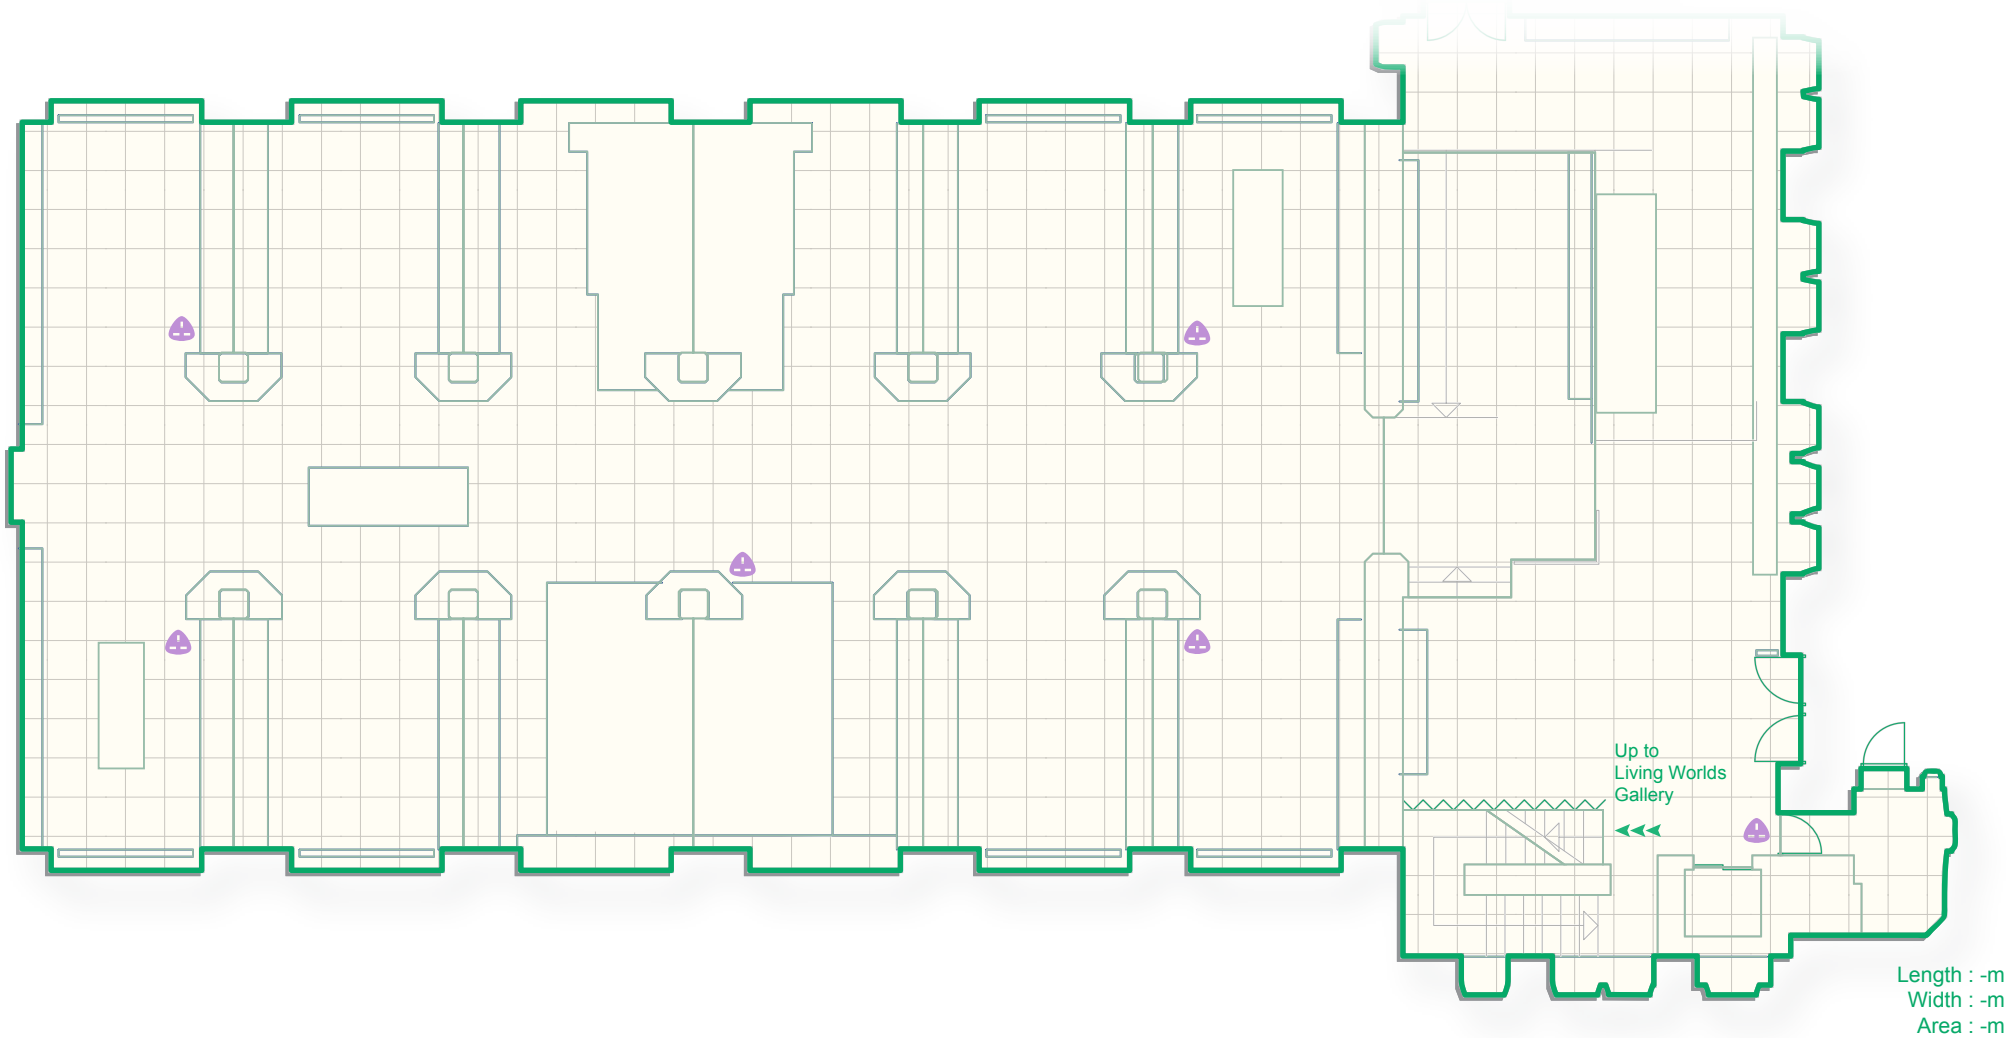 Up to
Living Worlds
Gallery
Length : -m
Width : -m
Area : -m